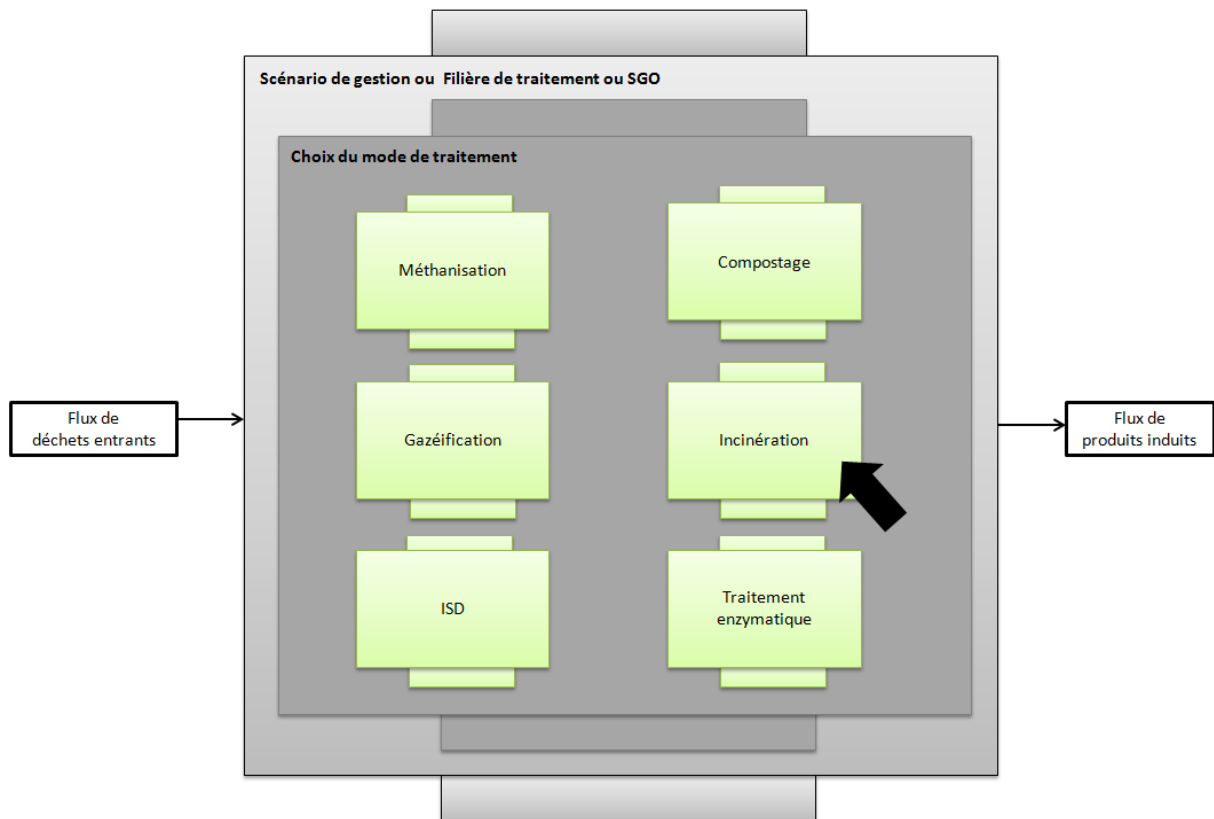 Scénario de gestion ou Filière de traitement ou SGO
Choix du mode de traitement
Méthanisation
Compostage
Flux de
déchets entrants
Gazéification
Incinération
Flux de
produits induits
ISD
Traitement
enzymatique